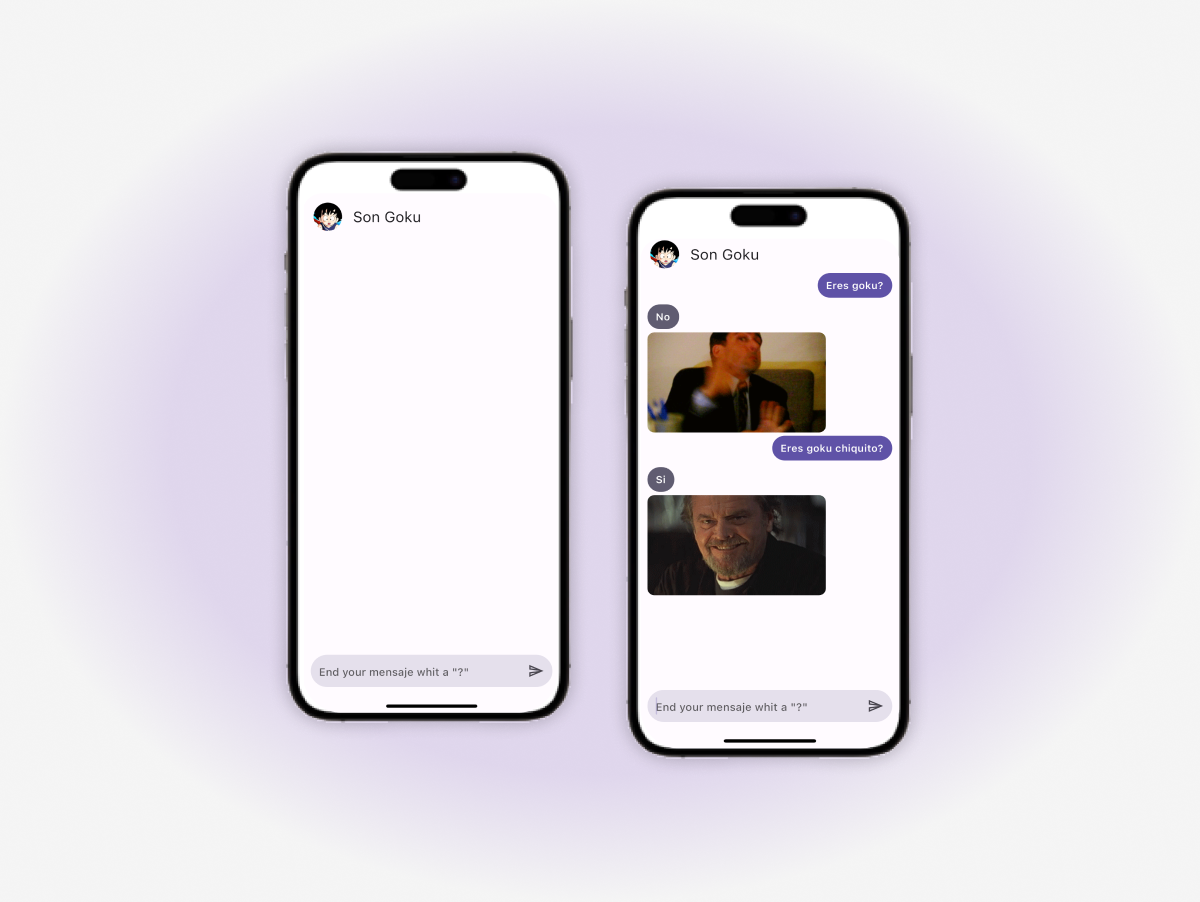 Son Goku
End your mensaje whit a "?"
Son Goku
Eres goku?
No
Eres goku chiquito?
Si
End your mensaje whit a "?"